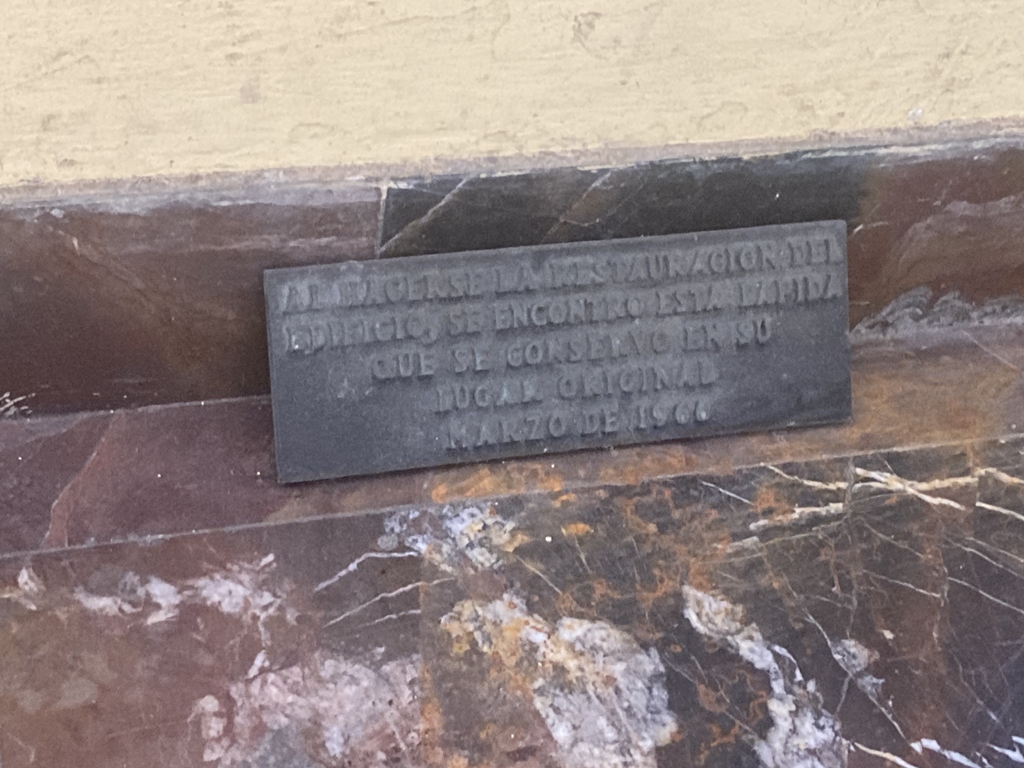 AL HACERSE LA RESTAURACION DEL
EDIFICIO, SE ENCONTRO ESTA LAPIDA
QUE SE CONSERVO EN SU
LUGAR ORIGINAL
MARZO DE 1966